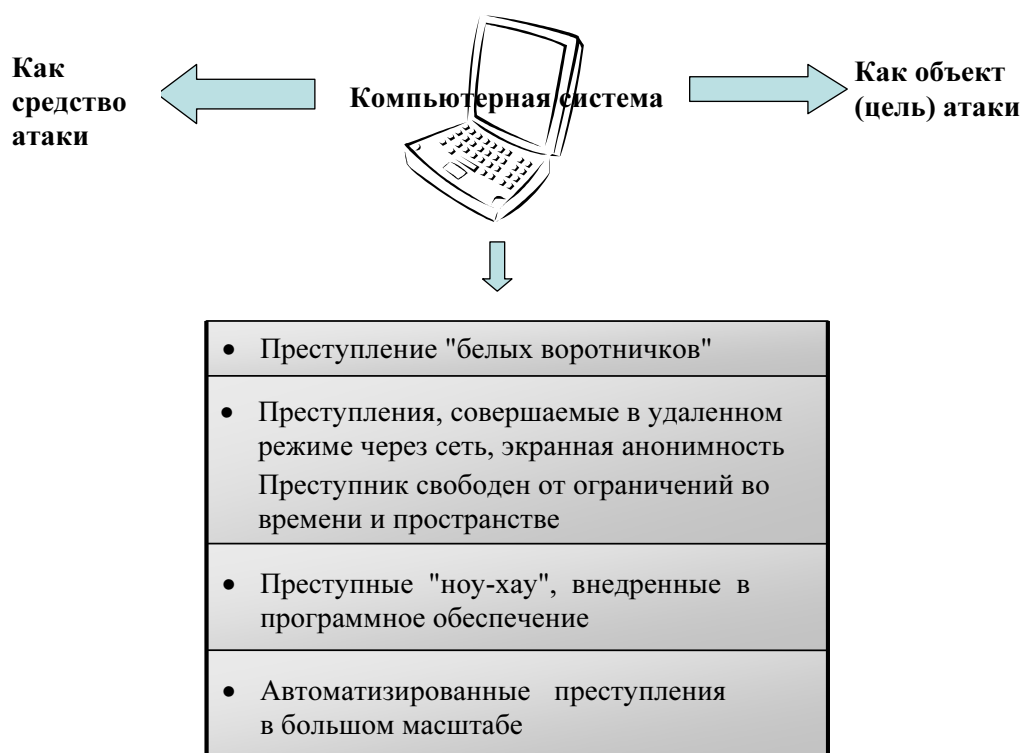 Как
средство
атаки
Компьютерная система
Как объект
(цель) атаки
• Преступление "белых воротничков"
• Преступления, совершаемые в удаленном
режиме через сеть, экранная анонимность
Преступник свободен от ограничений во
времени и пространстве
• Преступные "ноу-хау", внедренные в
программное обеспечение
• Автоматизированные преступления
в большом масштабе